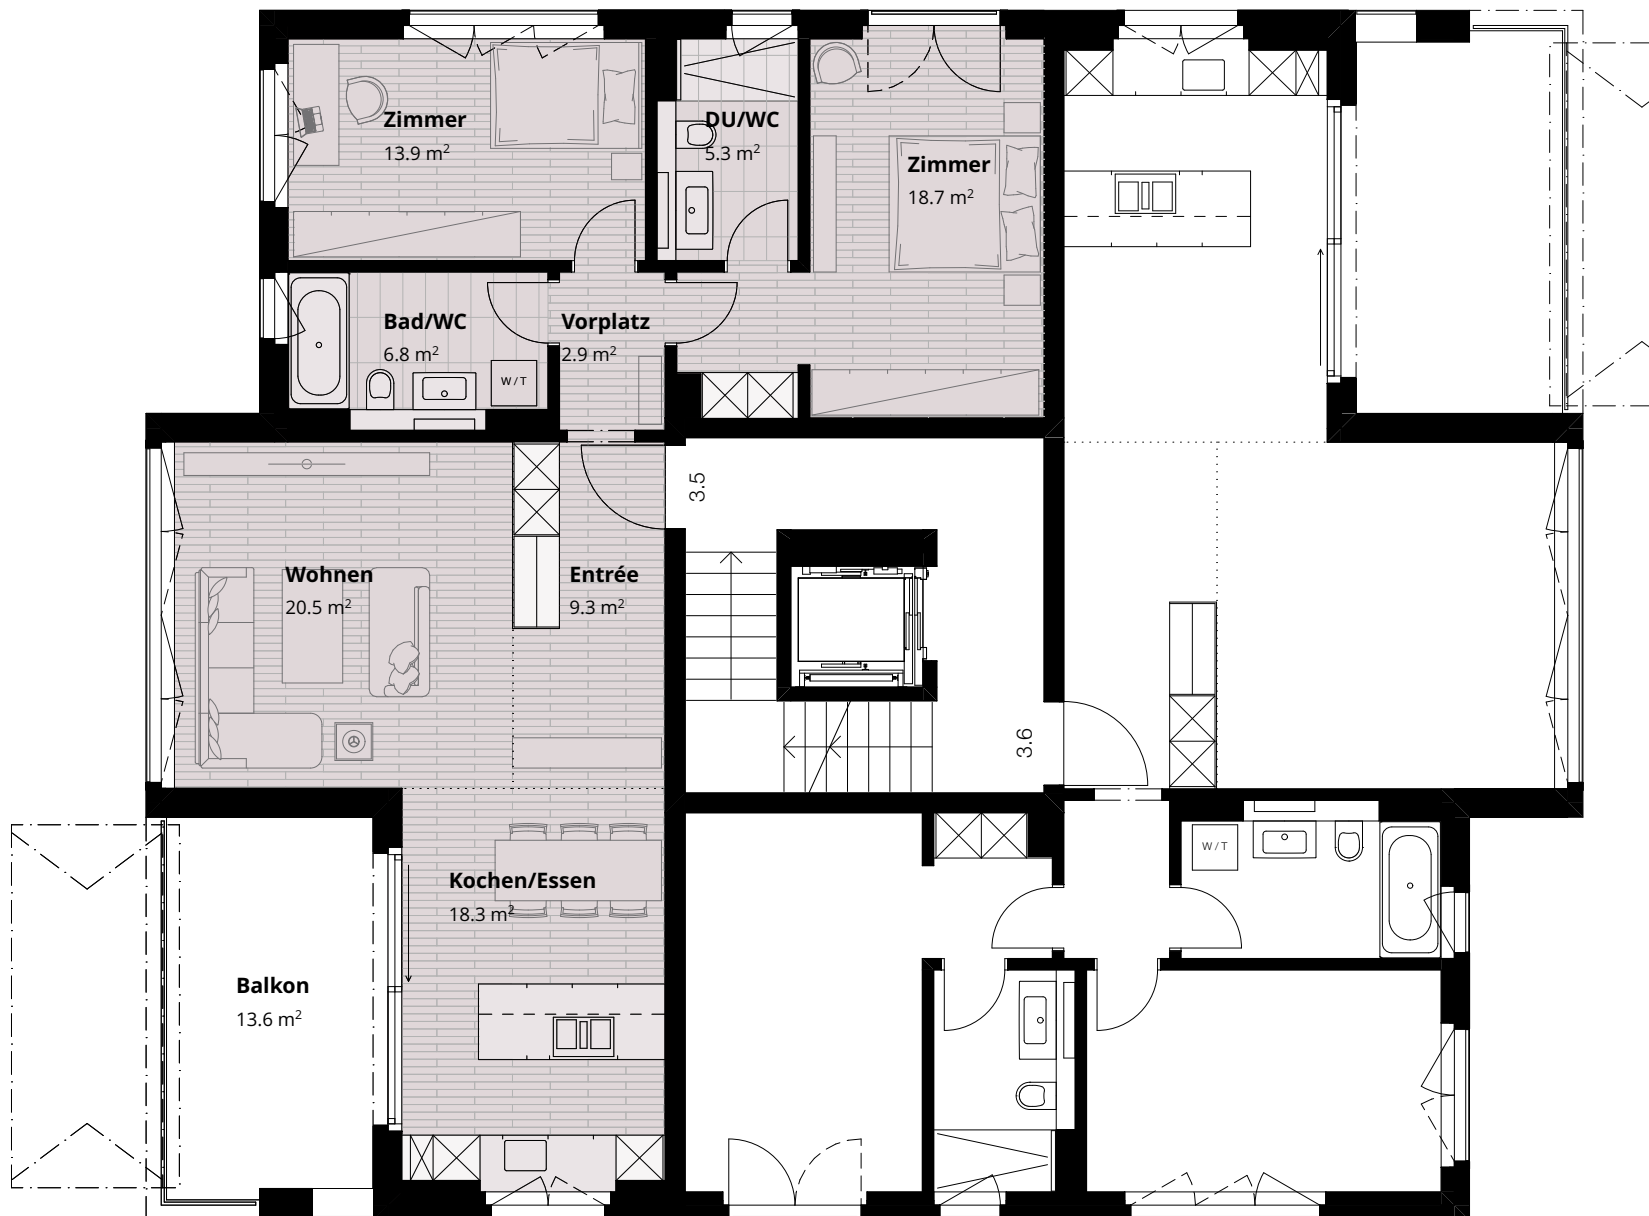 Zimmer
13.9 m²
DU/WC
5.3 m²
Zimmer
18.7 m²
Bad/WC
6.8 m²
W / T
Vorplatz
2.9 m²
3.5
Wohnen
20.5 m²
Entrée
9.3 m²
3.6
W / T
Kochen/Essen
18.3 m²
Balkon
13.6 m²